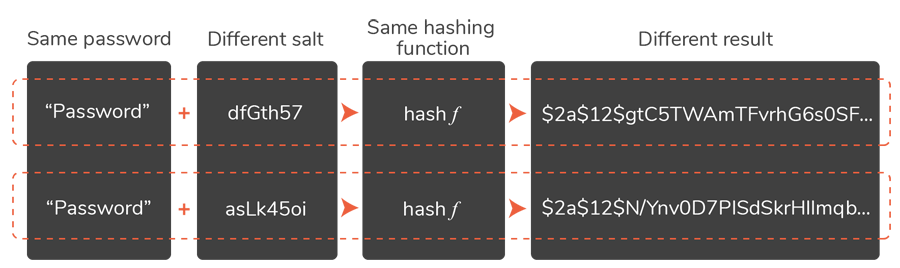 Same password
Different salt
Same hashing
function
Different result
“Password” + dfGth57 hash f $2a$12$gtC5TWAmTFvrhG6s0SF...
“Password” + asLk45oi hash f $2a$12$N/Ynv0D7PISdSkrHIlmqb...